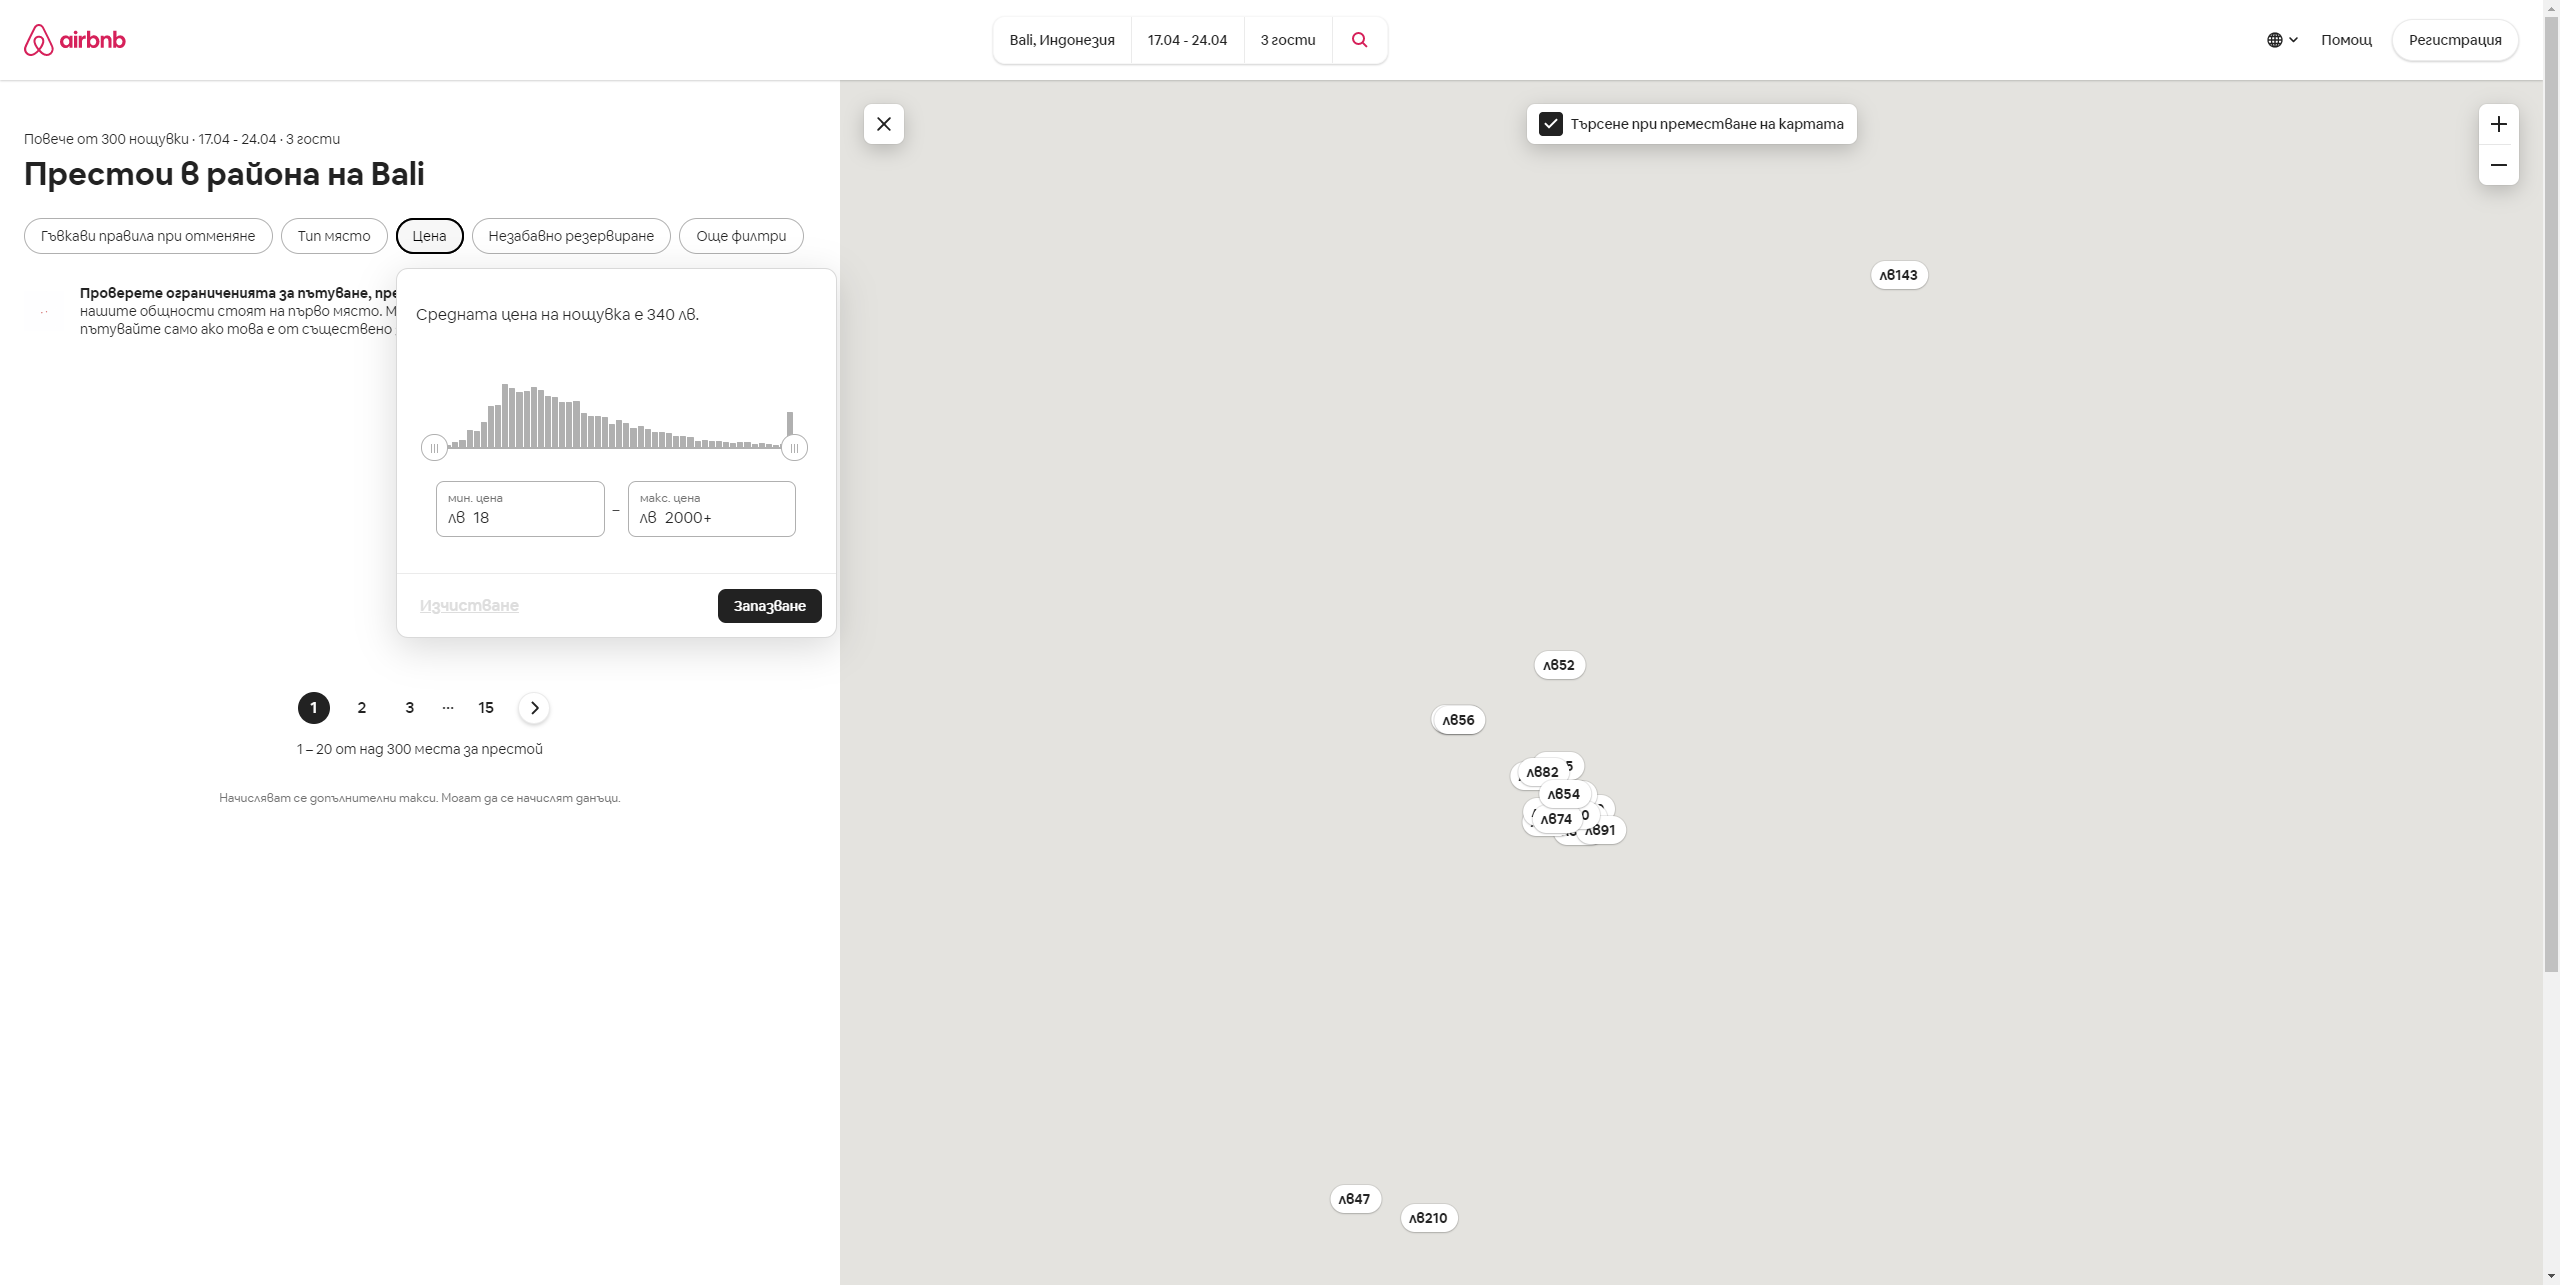 airbnb
Bali, Индонезия
17.04 - 24.04
3 гости
Помощ
Регистрация
Повече от 300 нощувки · 17.04 - 24.04 · 3 гости
Престои в района на Bali
Гъвкави правила при отменяне
Тип място
Цена
Незабавно резервиране
Още филтри
Проверете ограниченията за пътуване,
нашите общности стоят на първо място.
пътувайте само ако това е от съществено
Средната цена на нощувка е 340 лв.
мин. цена
лв 18
–
макс. цена
лв 2000+
Изчистване
Запазване
1 2 3 ... 15
1 – 20 от над 300 места за престой
Начисляват се допълнителни такси. Могат да се начислят данъци.
Търсене при преместване на картата
лв143
лв52
лв56
лв82
лв54
лв74
лв91
лв47
лв210